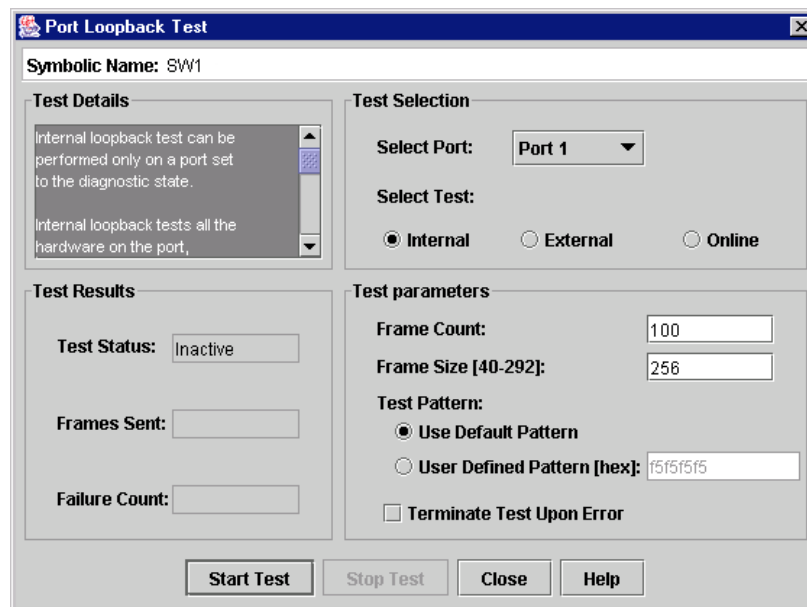 Port Loopback Test
Symbolic Name: SW1
Test Details
Internal loopback test can be
performed only on a port set
to the diagnostic state.
Internal loopback tests all the
hardware on the port,
Test Selection
Select Port: Port 1
Select Test:
Internal External Online
Test Results
Test Status: Inactive
Frames Sent:
Failure Count:
Test parameters
Frame Count: 100
Frame Size [40-292]: 256
Test Pattern:
Use Default Pattern
User Defined Pattern [hex]: f5f5f5f5
Terminate Test Upon Error
Start Test Stop Test Close Help